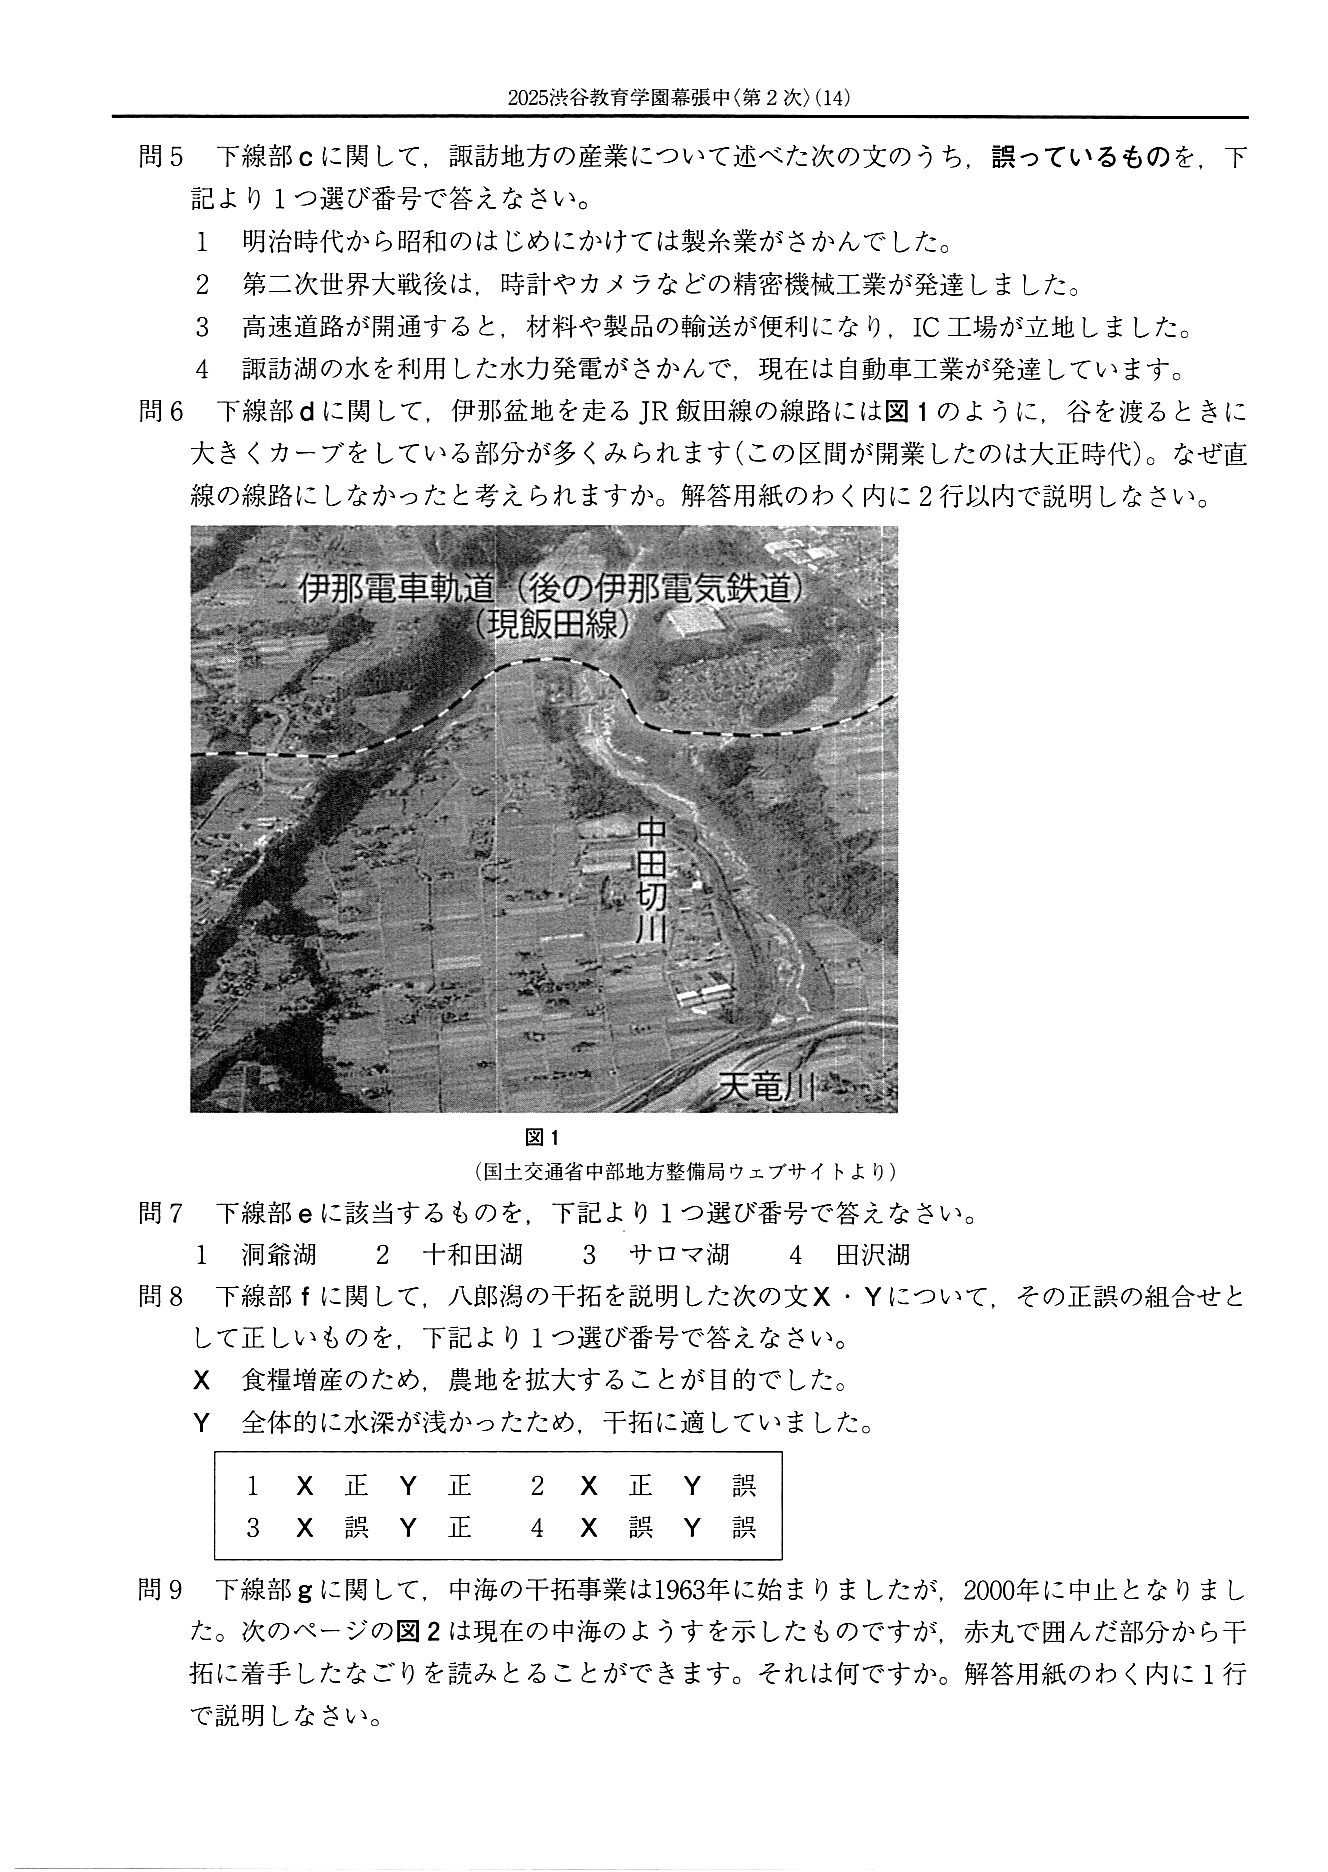 2025渋谷教育学園幕張中〈第2次〉(14)
問5 下線部cに関して，諏訪地方の産業について述べた次の文のうち，誤っているものを，下
記より1つ選び番号で答えなさい。
1 明治時代から昭和のはじめにかけては製糸業がさかんでした。
2 第二次世界大戦後は，時計やカメラなどの精密機械工業が発達しました。
3 高速道路が開通すると，材料や製品の輸送が便利になり，IC工場が立地しました。
4 諏訪湖の水を利用した水力発電がさかんで，現在は自動車工業が発達しています。
問6 下線部dに関して，伊那盆地を走るJR飯田線の線路には図1のように，谷を渡るときに
大きくカーブをしている部分が多くみられます(この区間が開業したのは大正時代)。なぜ直
線の線路にしなかったと考えられますか。解答用紙のわく内に2行以内で説明しなさい。
伊那電車軌道（後の伊那電気鉄道）
（現飯田線）
中田切川
天竜川
図1
（国土交通省中部地方整備局ウェブサイトより）
問7 下線部eに該当するものを，下記より1つ選び番号で答えなさい。
1 洞爺湖 2 十和田湖 3 サロマ湖 4 田沢湖
問8 下線部fに関して，八郎潟の干拓を説明した次の文X・Yについて，その正誤の組合せと
して正しいものを，下記より1つ選び番号で答えなさい。
X 食糧増産のため，農地を拡大することが目的でした。
Y 全体的に水深が浅かったため，干拓に適していました。
1 X 正 Y 正 2 X 正 Y 誤
3 X 誤 Y 正 4 X 誤 Y 誤
問9 下線部gに関して，中海の干拓事業は1963年に始まりましたが，2000年に中止となりまし
た。次のページの図2は現在の中海のようすを示したものですが，赤丸で囲んだ部分から干
拓に着手したなごりを読みとることができます。それは何ですか。解答用紙のわく内に1行
で説明しなさい。